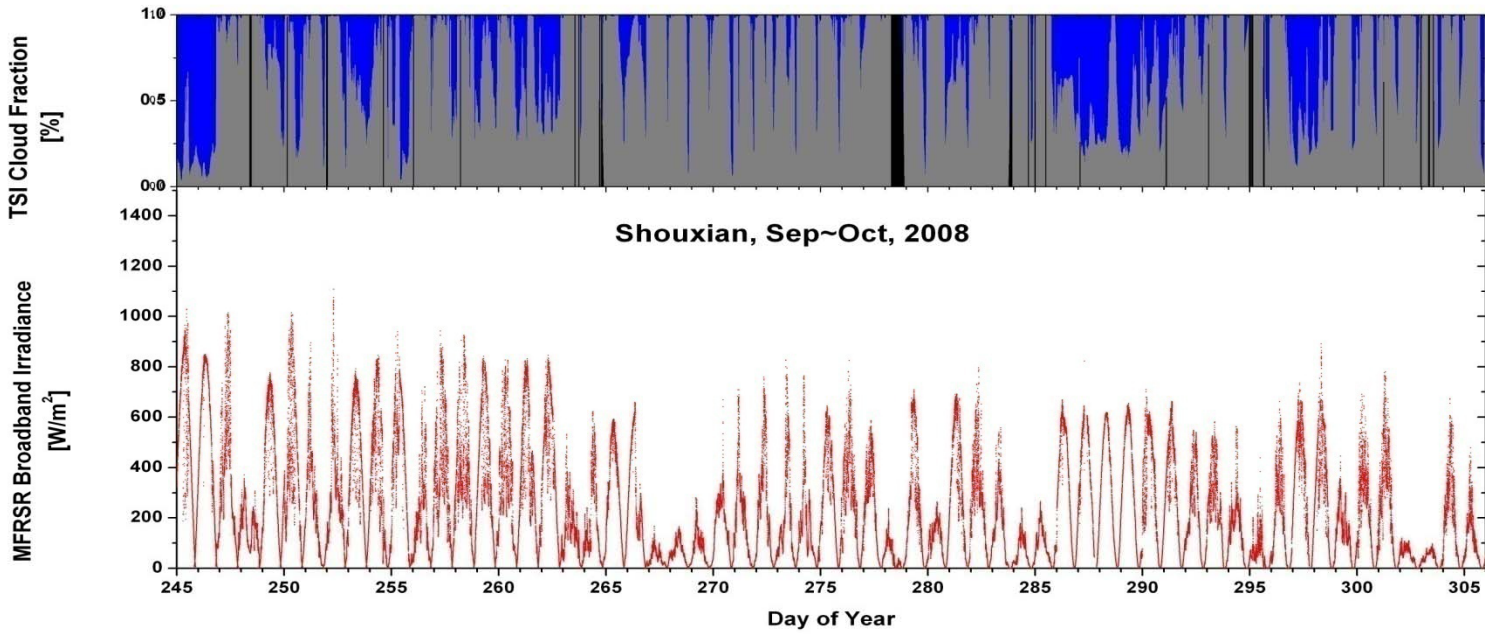 TSI Cloud Fraction
[%]
1.0
0.5
0.0
Shouxian, Sep~Oct, 2008
MFRSR Broadband Irradiance
[W/m²]
1400
1200
1000
800
600
400
200
0
245 250 255 260 265 270 275 280 285 290 295 300 305
Day of Year